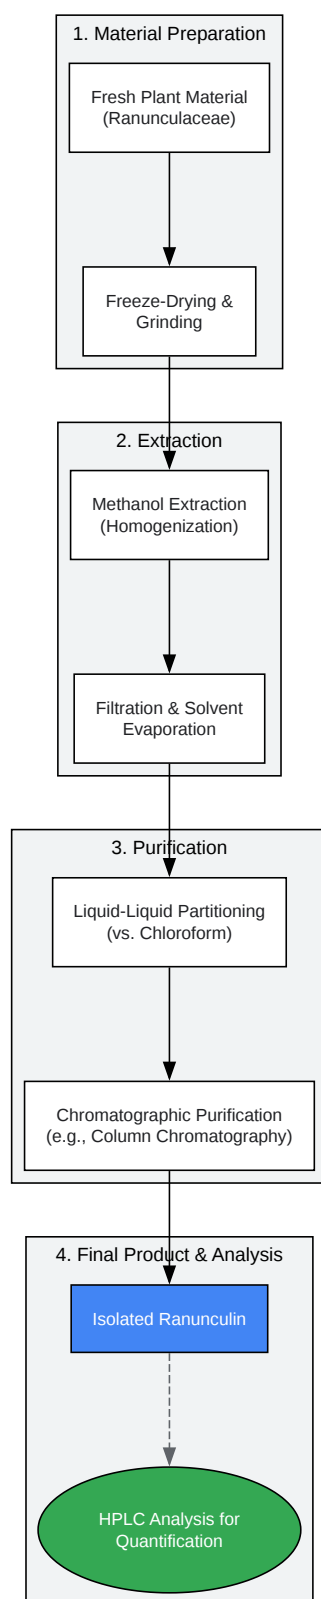 1. Material Preparation
Fresh Plant Material
(Ranunculaceae)
Freeze-Drying &
Grinding
2. Extraction
Methanol Extraction
(Homogenization)
Filtration & Solvent
Evaporation
3. Purification
Liquid-Liquid Partitioning
(vs. Chloroform)
Chromatographic Purification
(e.g., Column Chromatography)
4. Final Product & Analysis
Isolated Ranunculin
HPLC Analysis for
Quantification